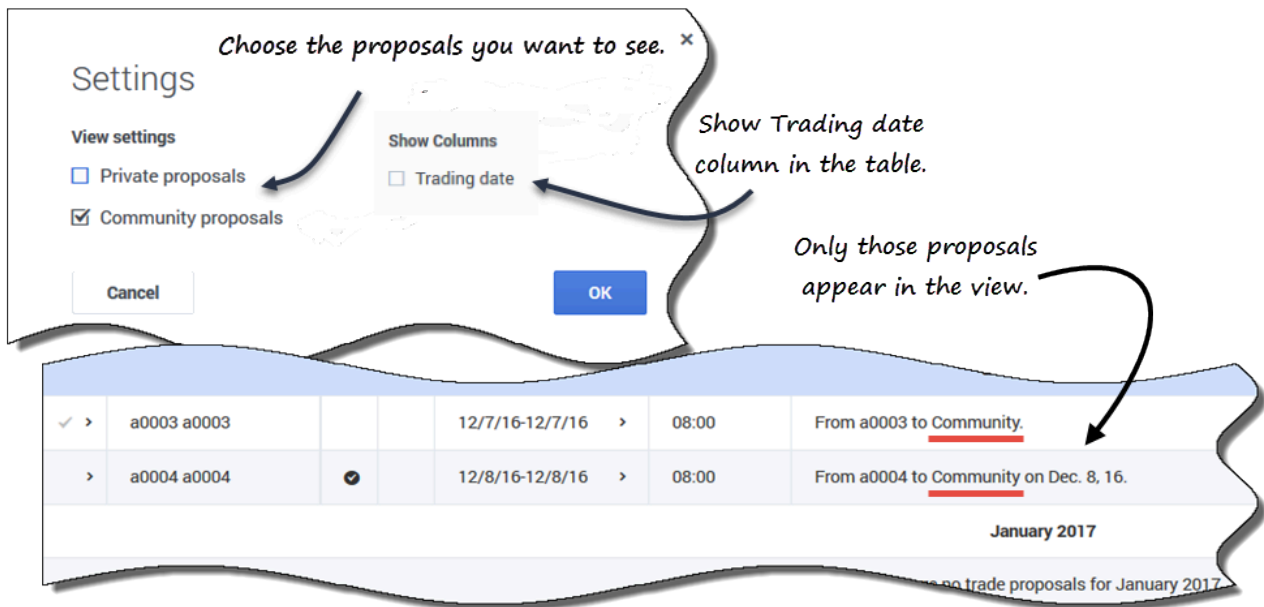 Choose the proposals you want to see.
×
Settings
View settings
Private proposals
Community proposals
Show Columns
Trading date
Show Trading date
column in the table.
Cancel
OK
Only those proposals
appear in the view.
a0003 a0003 12/7/16-12/7/16 > 08:00 From a0003 to Community.
a0004 a0004 12/8/16-12/8/16 > 08:00 From a0004 to Community on Dec. 8, 16.
January 2017
no trade proposals for January 2017